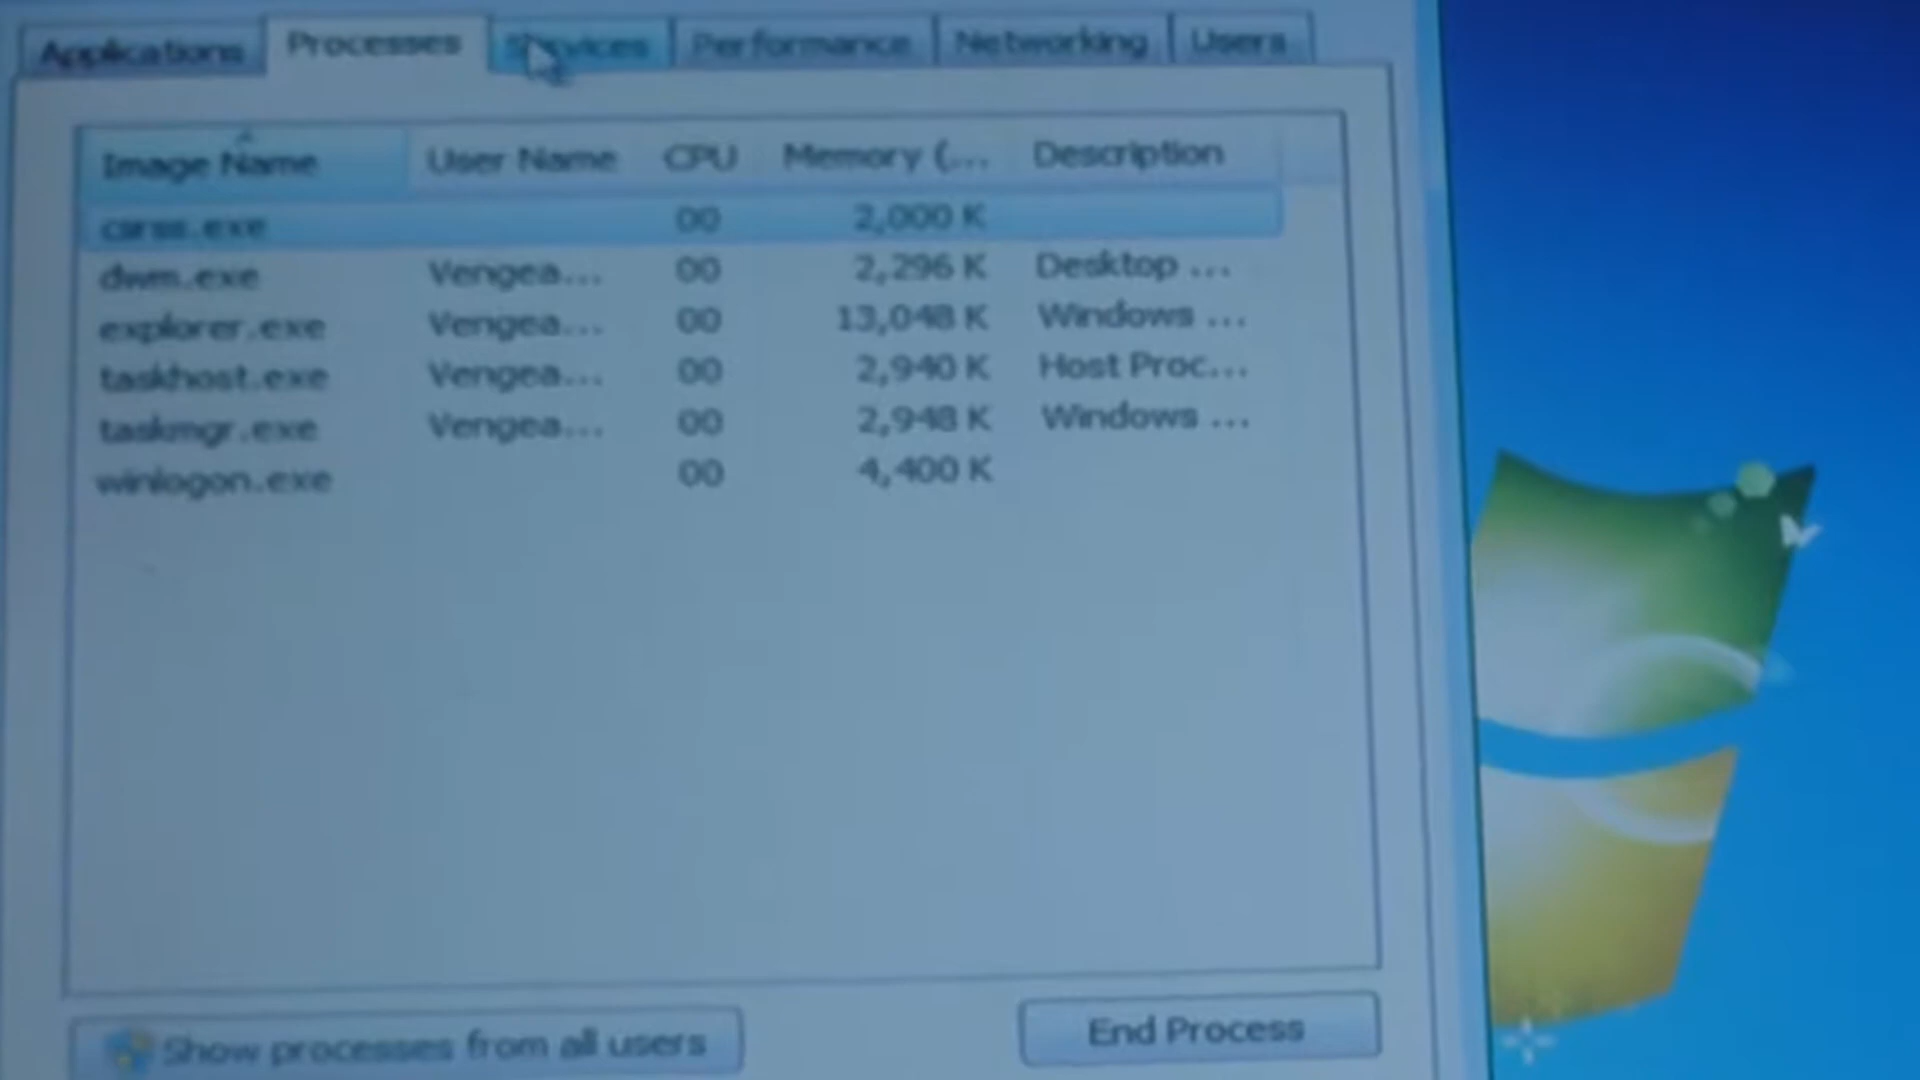 Applications Processes Services Performance Networking Users
Image Name User Name CPU Memory (... Description
csrss.exe 00 2,000 K
dwm.exe Vengea... 00 2,296 K Desktop ...
explorer.exe Vengea... 00 13,048 K Windows ...
taskhost.exe Vengea... 00 2,940 K Host Proc...
taskmgr.exe Vengea... 00 2,948 K Windows ...
winlogon.exe 00 4,400 K
Show processes from all users End Process